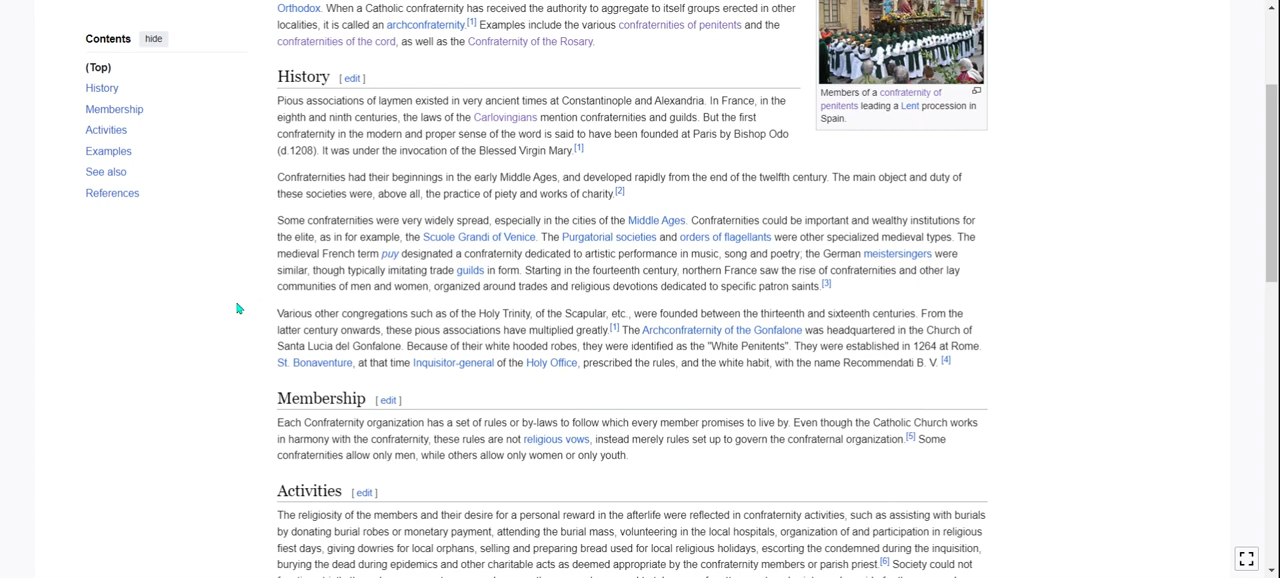 Orthodox. When a Catholic confraternity has received the authority to aggregate to itself groups erected in other
localities, it is called an archconfraternity.[1] Examples include the various confraternities of penitents and the
confraternities of the cord, as well as the Confraternity of the Rosary.
Contents hide
(Top)
History
Membership
Activities
Examples
See also
References
Members of a confraternity of
penitents leading a Lent procession in
Spain.
History [ edit ]
Pious associations of laymen existed in very ancient times at Constantinople and Alexandria. In France, in the
eighth and ninth centuries, the laws of the Carlovingians mention confraternities and guilds. But the first
confraternity in the modern and proper sense of the word is said to have been founded at Paris by Bishop Odo
(d.1208). It was under the invocation of the Blessed Virgin Mary.[1]
Confraternities had their beginnings in the early Middle Ages, and developed rapidly from the end of the twelfth century. The main object and duty of
these societies were, above all, the practice of piety and works of charity.[2]
Some confraternities were very widely spread, especially in the cities of the Middle Ages. Confraternities could be important and wealthy institutions for
the elite, as in for example, the Scuole Grandi of Venice. The Purgatorial societies and orders of flagellants were other specialized medieval types. The
medieval French term puy designated a confraternity dedicated to artistic performance in music, song and poetry; the German meistersingers were
similar, though typically imitating trade guilds in form. Starting in the fourteenth century, northern France saw the rise of confraternities and other lay
communities of men and women, organized around trades and religious devotions dedicated to specific patron saints.[3]
Various other congregations such as of the Holy Trinity, of the Scapular, etc., were founded between the thirteenth and sixteenth centuries. From the
latter century onwards, these pious associations have multiplied greatly.[1] The Archconfraternity of the Gonfalone was headquartered in the Church of
Santa Lucia del Gonfalone. Because of their white hooded robes, they were identified as the "White Penitents". They were established in 1264 at Rome.
St. Bonaventure, at that time Inquisitor-general of the Holy Office, prescribed the rules, and the white habit, with the name Recommendati B. V. [4]
Membership [ edit ]
Each Confraternity organization has a set of rules or by-laws to follow which every member promises to live by. Even though the Catholic Church works
in harmony with the confraternity, these rules are not religious vows, instead merely rules set up to govern the confraternal organization.[5] Some
confraternities allow only men, while others allow only women or only youth.
Activities [ edit ]
The religiosity of the members and their desire for a personal reward in the afterlife were reflected in confraternity activities, such as assisting with burials
by donating burial robes or monetary payment, attending the burial mass, volunteering in the local hospitals, organization of and participation in religious
fiest days, giving dowries for local orphans, selling and preparing bread used for local religious holidays, escorting the condemned during the inquisition,
burying the dead during epidemics and other charitable acts as deemed appropriate by the confraternity members or parish priest.[6] Society could not